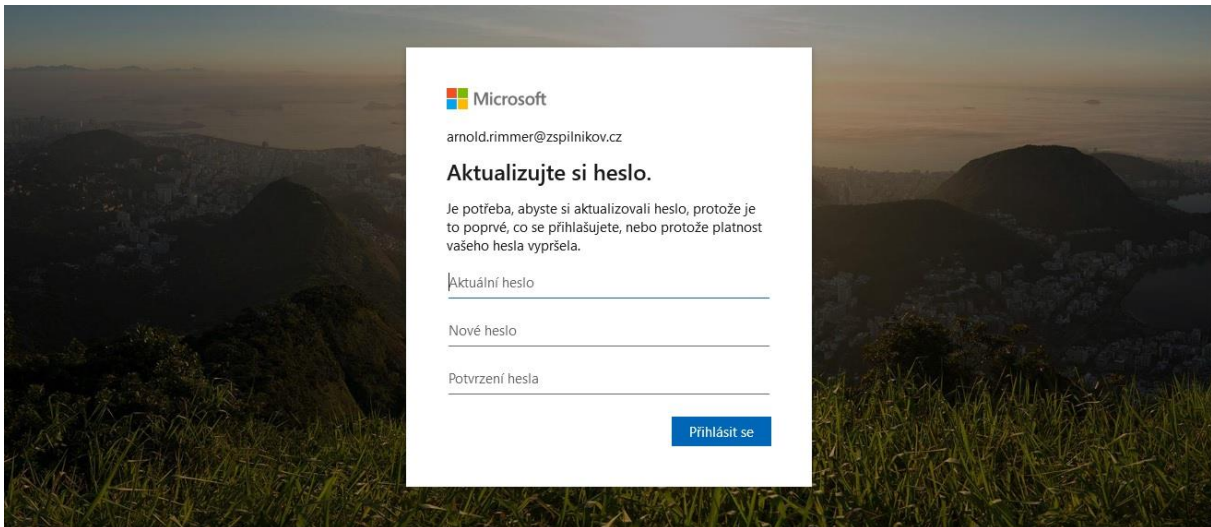 Microsoft
arnold.rimmer@zspilnikov.cz
Aktualizujte si heslo.
Je potřeba, abyste si aktualizovali heslo, protože je
to poprvé, co se přihlašujete, nebo protože platnost
vašeho hesla vypršela.
Aktuální heslo
Nové heslo
Potvrzení hesla
Přihlásit se